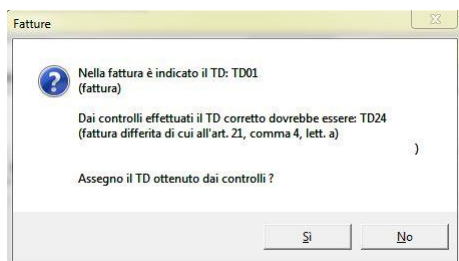 Fatture
Nella fattura è indicato il TD: TD01
(fattura)
Dai controlli effettuati il TD corretto dovrebbe essere: TD24
(fattura differita di cui all'art. 21, comma 4, lett. a)
)
Assegno il TD ottenuto dai controlli ?
Sì
No